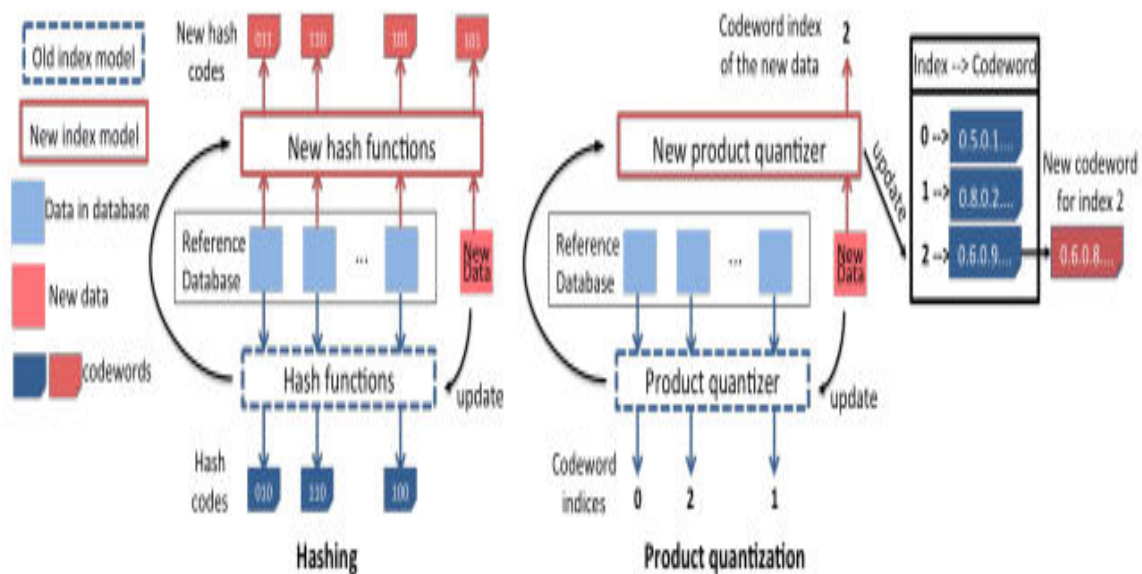 Old index model
New index model
Data in database
New data
codewords
New hash
codes
011
110
101
101
New hash functions
Reference
Database
...
New
Data
Hash functions
update
Hash
codes
010
110
100
Hashing
Codeword index
of the new data
2
New product quantizer
update
Reference
Database
...
New
Data
Product quantizer
update
Codeword
indices
0
2
1
Product quantization
Index --> Codeword
0 --> 0.5.0.1....
1 --> 0.8.0.2....
2 --> 0.6.0.9....
New codeword
for index 2
0.6.0.8....